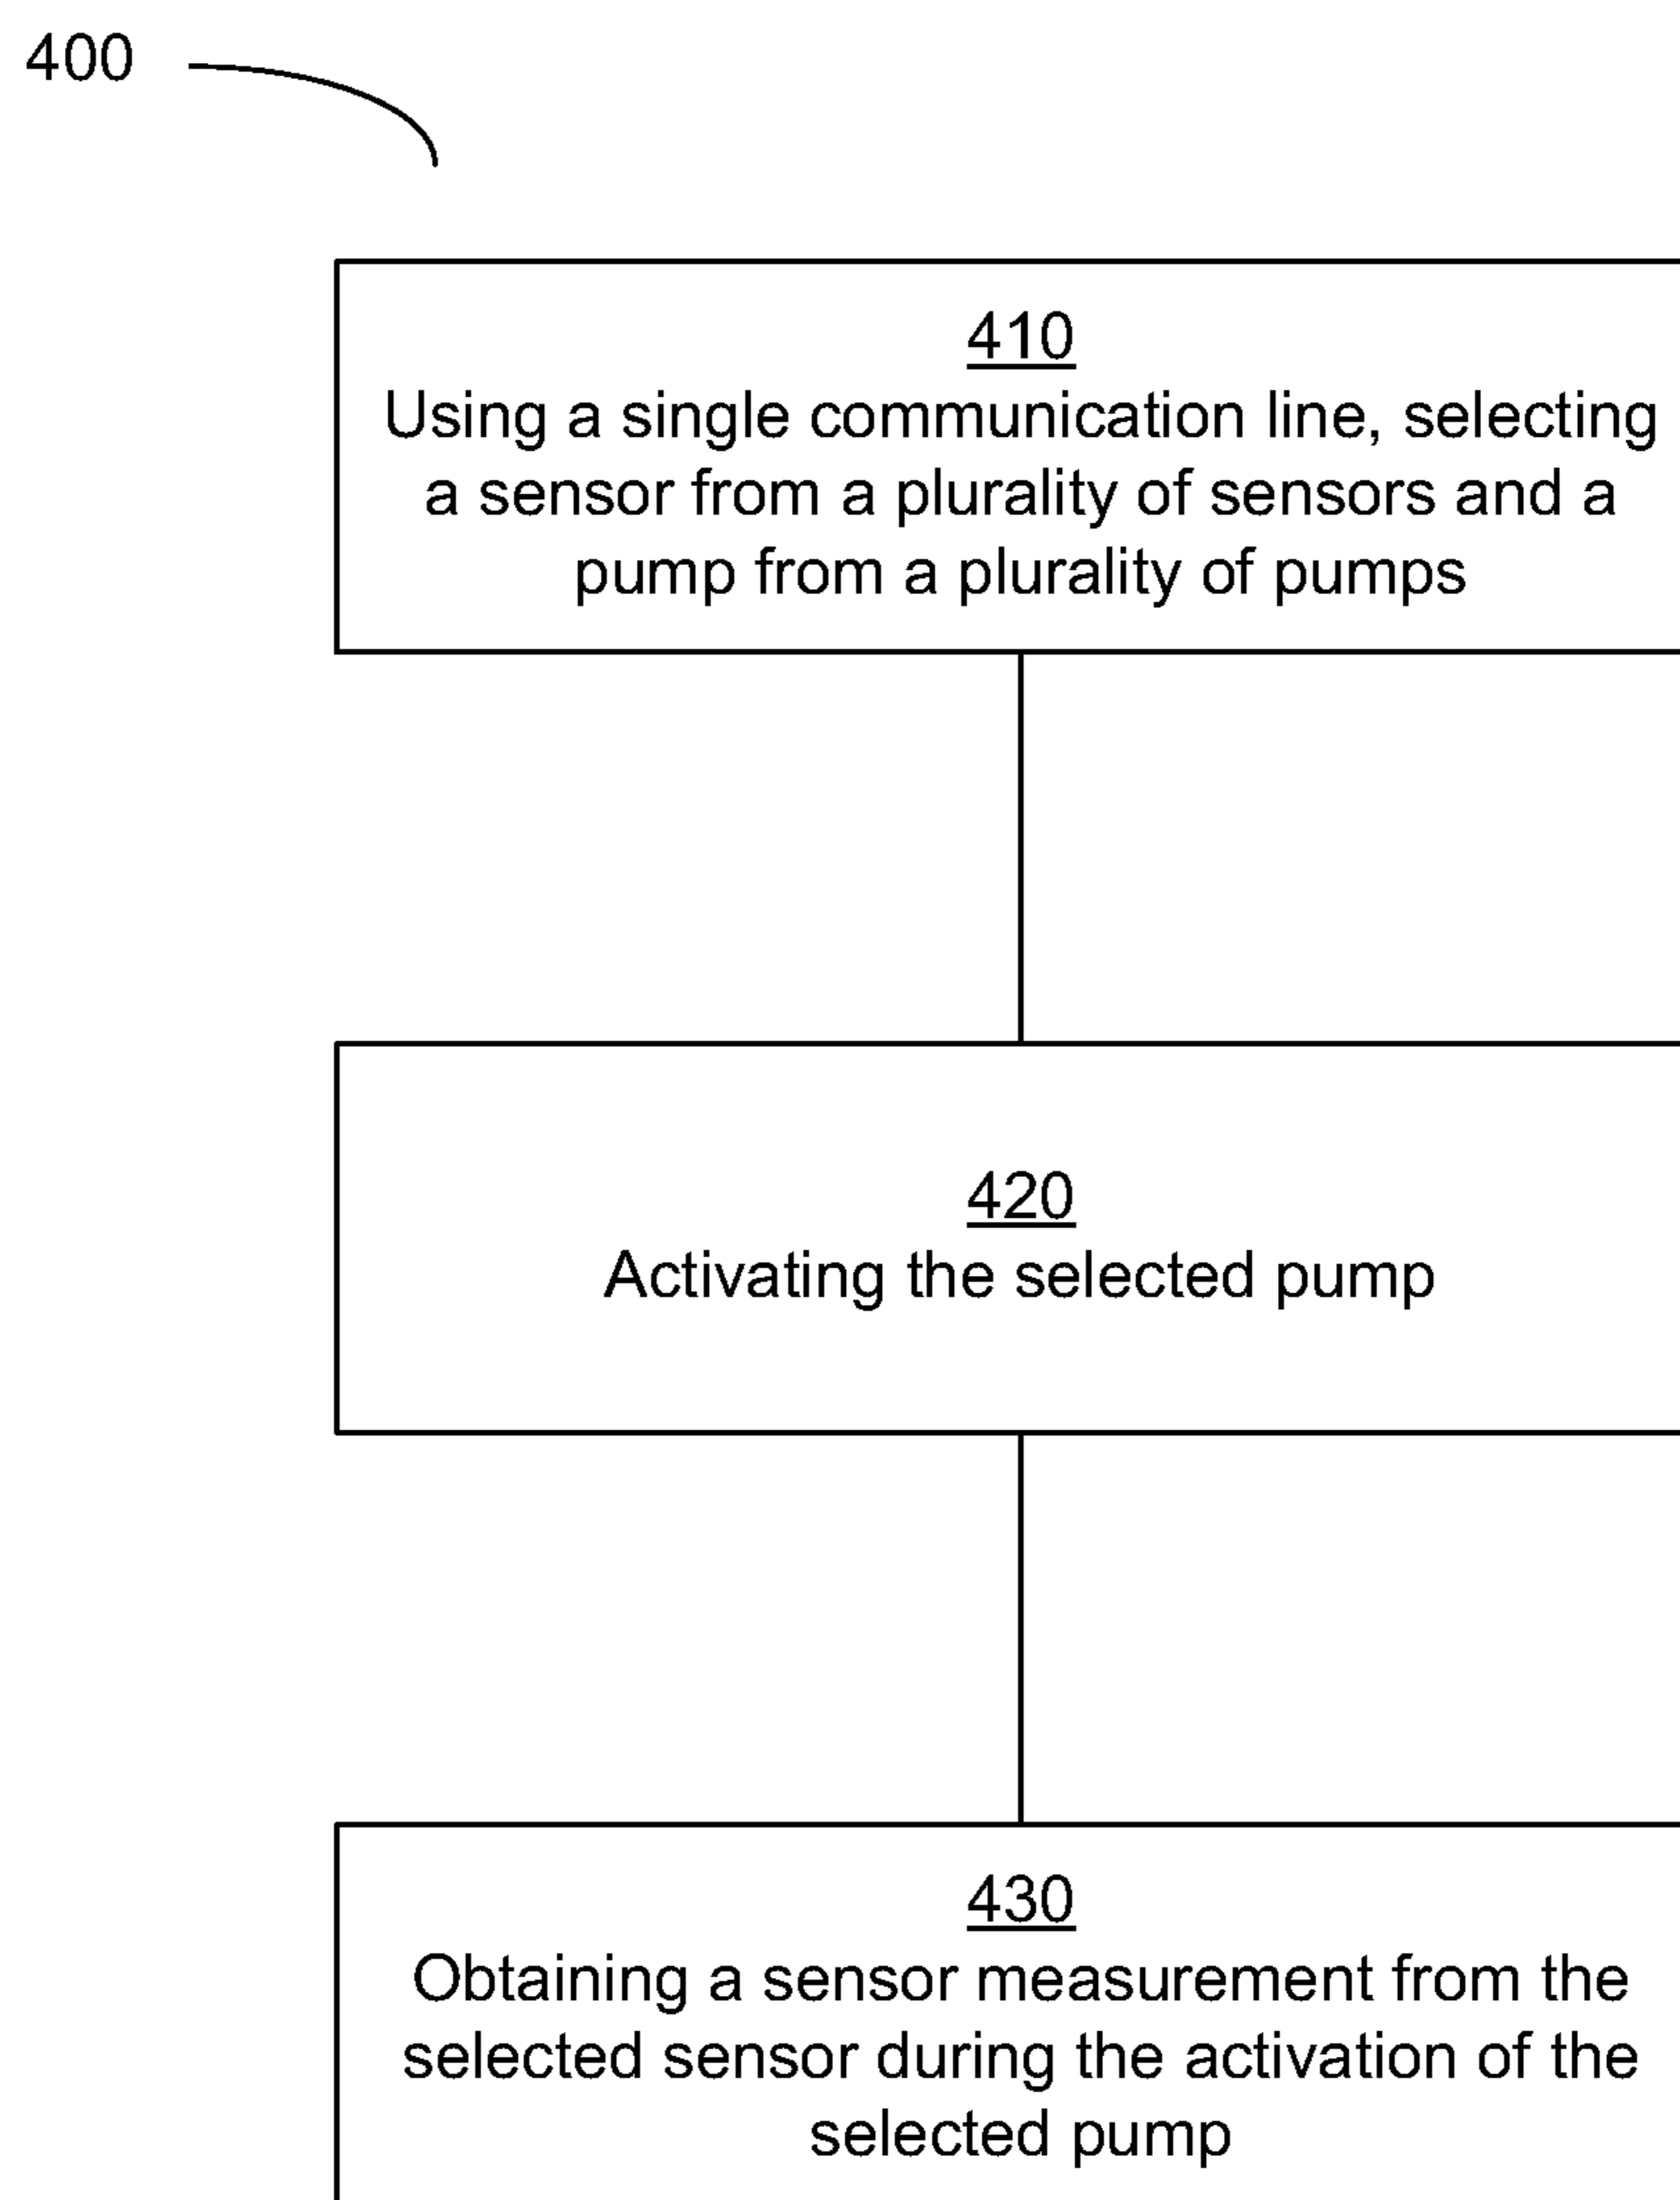 400
410
Using a single communication line, selecting
a sensor from a plurality of sensors and a
pump from a plurality of pumps
420
Activating the selected pump
430
Obtaining a sensor measurement from the
selected sensor during the activation of the
selected pump